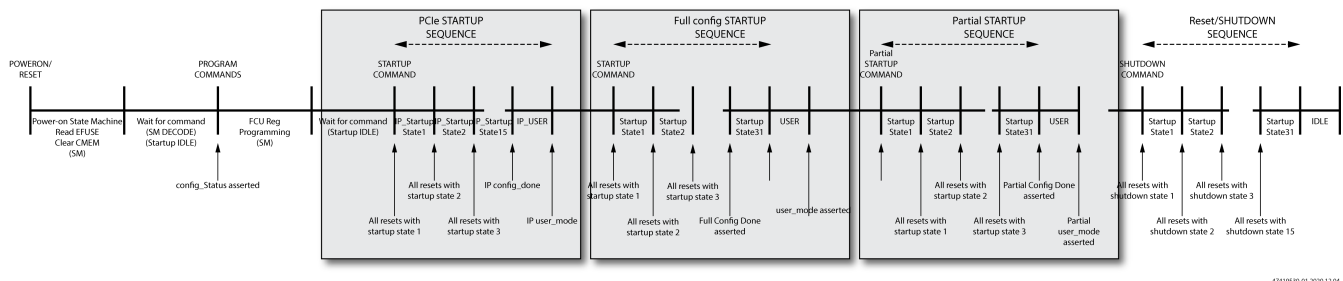 PCIe STARTUP
SEQUENCE
Full config STARTUP
SEQUENCE
Partial STARTUP
SEQUENCE
Reset/SHUTDOWN
SEQUENCE
POWERON/
RESET
PROGRAM
COMMANDS
STARTUP
COMMAND
STARTUP
COMMAND
Partial
STARTUP
COMMAND
SHUTDOWN
COMMAND
Power-on State Machine
Read EFUSE
Clear CMEM
(SM)
Wait for command
(SM DECODE)
(Startup IDLE)
FCU Reg
Programming
(SM)
Wait for command
(Startup IDLE)
IP_Startup
State1
IP_Startup
State2
IP_Startup
State15
IP_USER
Startup
State1
Startup
State2
Startup
State31
USER
Startup
State1
Startup
State2
Startup
State31
USER
Startup
State1
Startup
State2
Startup
State31
IDLE
config_Status asserted
All resets with
startup state 1
All resets with
startup state 2
All resets with
startup state 3
IP config_done
IP user_mode
All resets with
startup state 1
All resets with
startup state 2
All resets with
startup state 3
Full Config Done
asserted
user_mode asserted
All resets with
startup state 1
All resets with
startup state 2
All resets with
startup state 3
Partial Config Done
asserted
Partial
user_mode
asserted
All resets with
shutdown state 1
All resets with
shutdown state 2
All resets with
shutdown state 3
All resets with
shutdown state 15